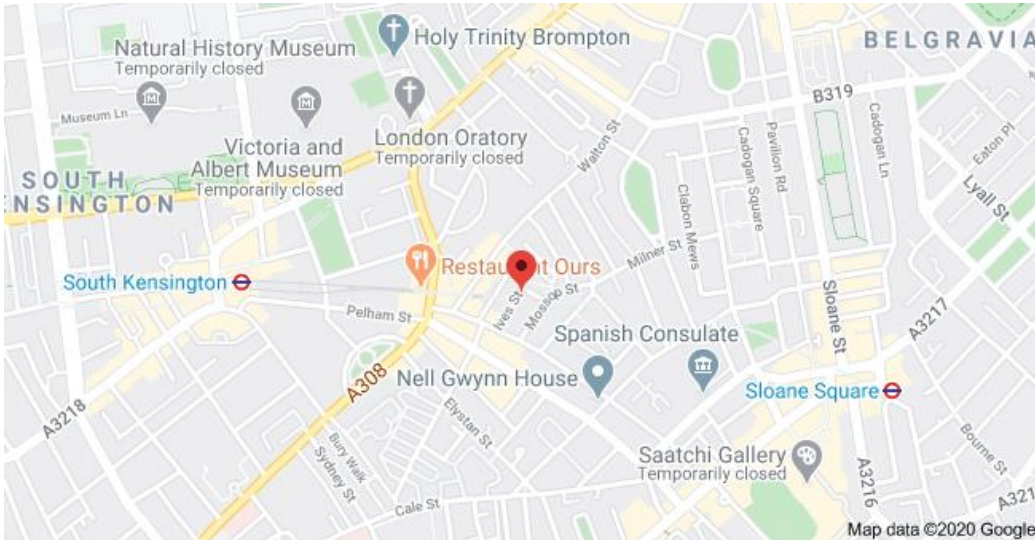 Natural History Museum
Temporarily closed
Holy Trinity Brompton
BELGRAVIA
B319
Museum Ln
London Oratory
Temporarily closed
Victoria and
Albert Museum
Temporarily closed
Walton St
Cadogan Square
Pavilion Rd
Cadogan Ln
Eaton Pl
Lyall St
SOUTH
ENSINGTON
Clabon Mews
Milner St
South Kensington
Restaurant Ours
Ives St
Mossop St
Pelham St
Sloane St
A3217
Spanish Consulate
Nell Gwynn House
A308
Sloane Square
A3218
Elystan St
Bury Walk
Sydney St
Cale St
Saatchi Gallery
Temporarily closed
Bourne St
A3216
A321
Map data ©2020 Google